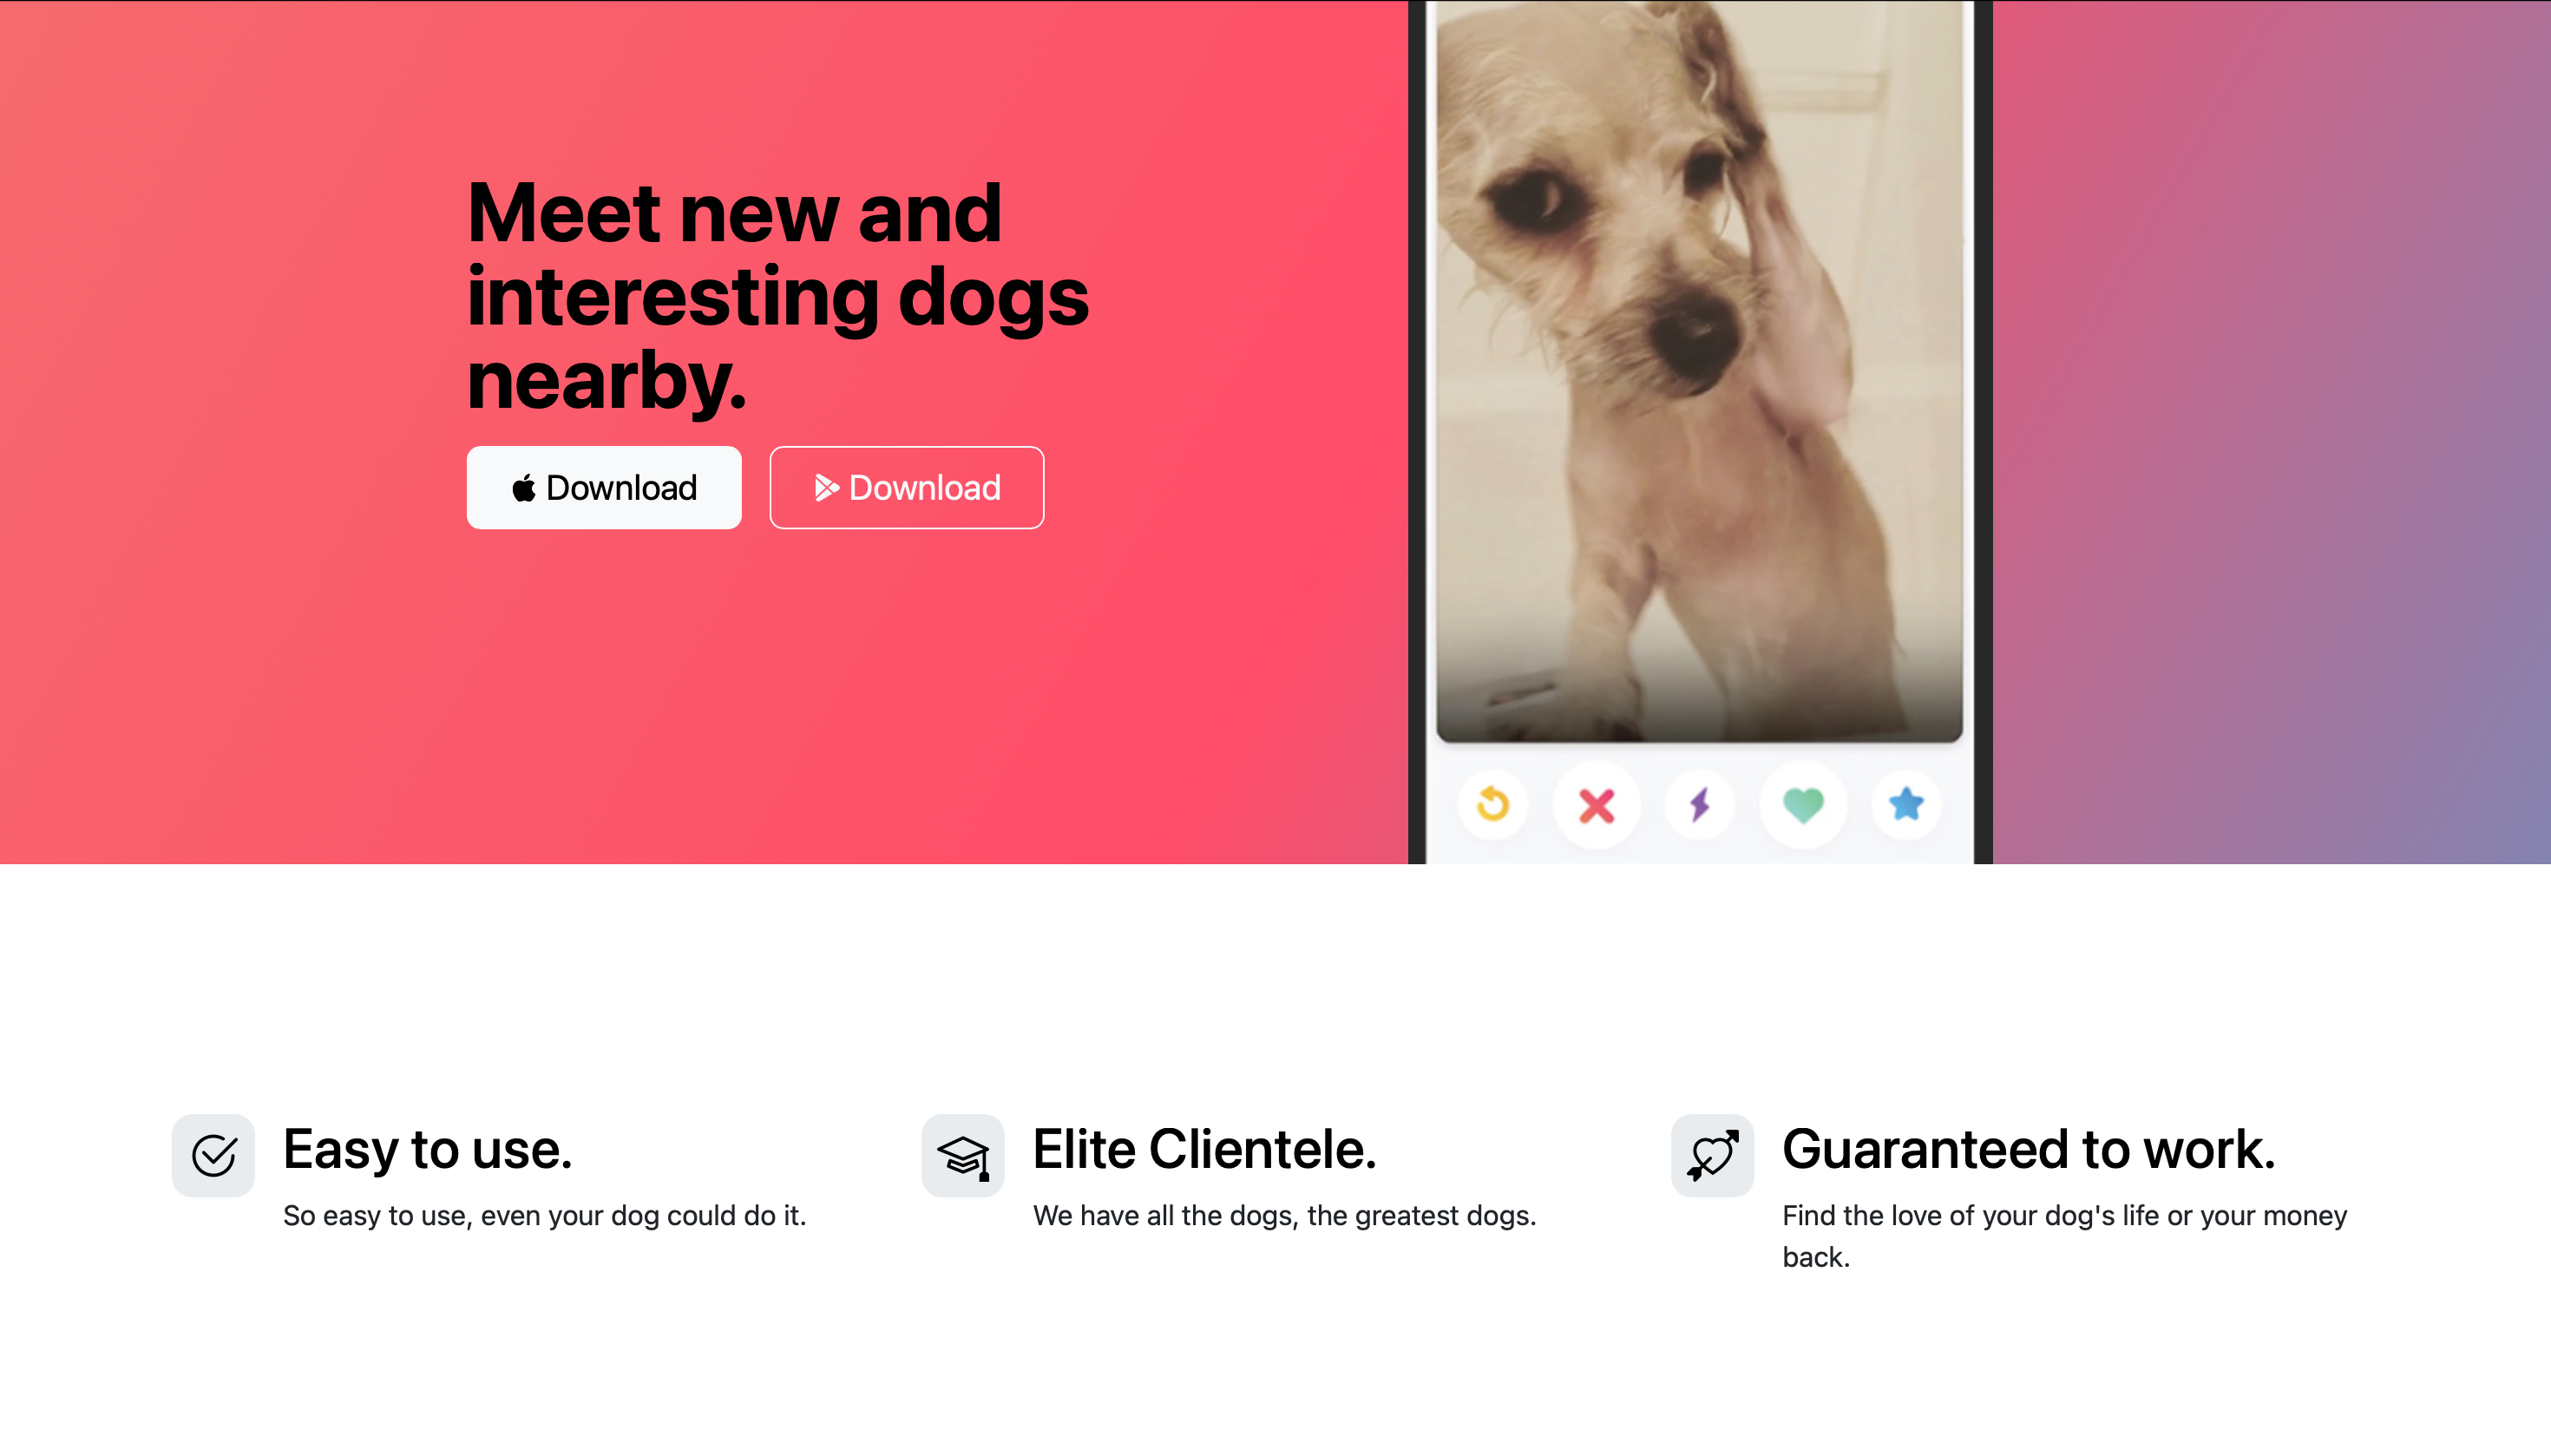 Meet new and
interesting dogs
nearby.
Download
Download
Easy to use.
So easy to use, even your dog could do it.
Elite Clientele.
We have all the dogs, the greatest dogs.
Guaranteed to work.
Find the love of your dog's life or your money
back.